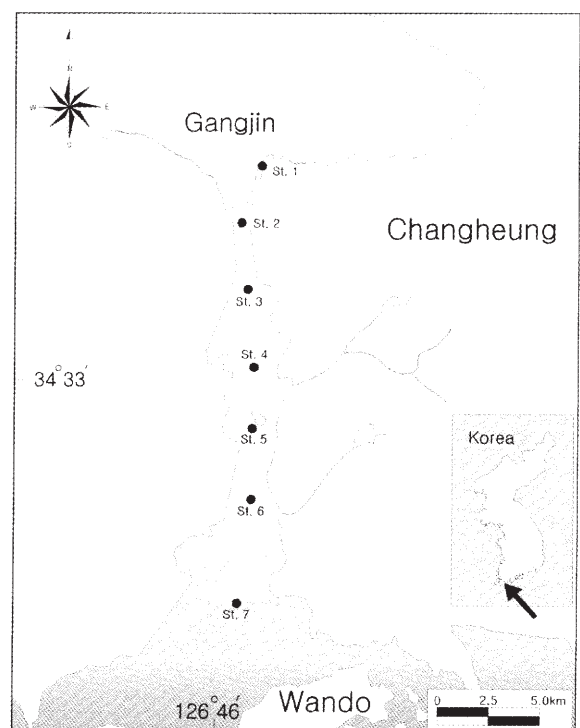 R
W
E
Gangjin
St. 1
St. 2
Changheung
St. 3
St. 4
34°33′
Korea
St. 5
St. 6
St. 7
126°46′
Wando
0 2.5 5.0km